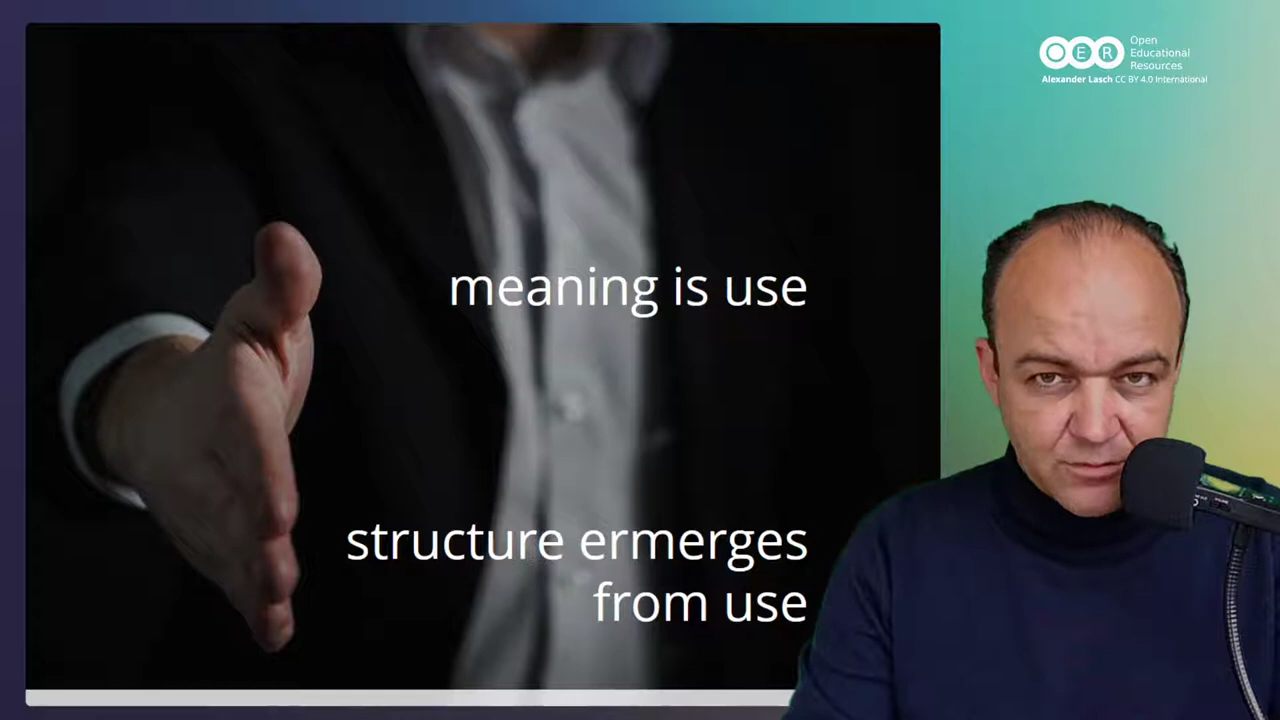 Open
OER Educational
Resources
Alexander Lasch CC BY 4.0 International
meaning is use
structure ermerges
from use